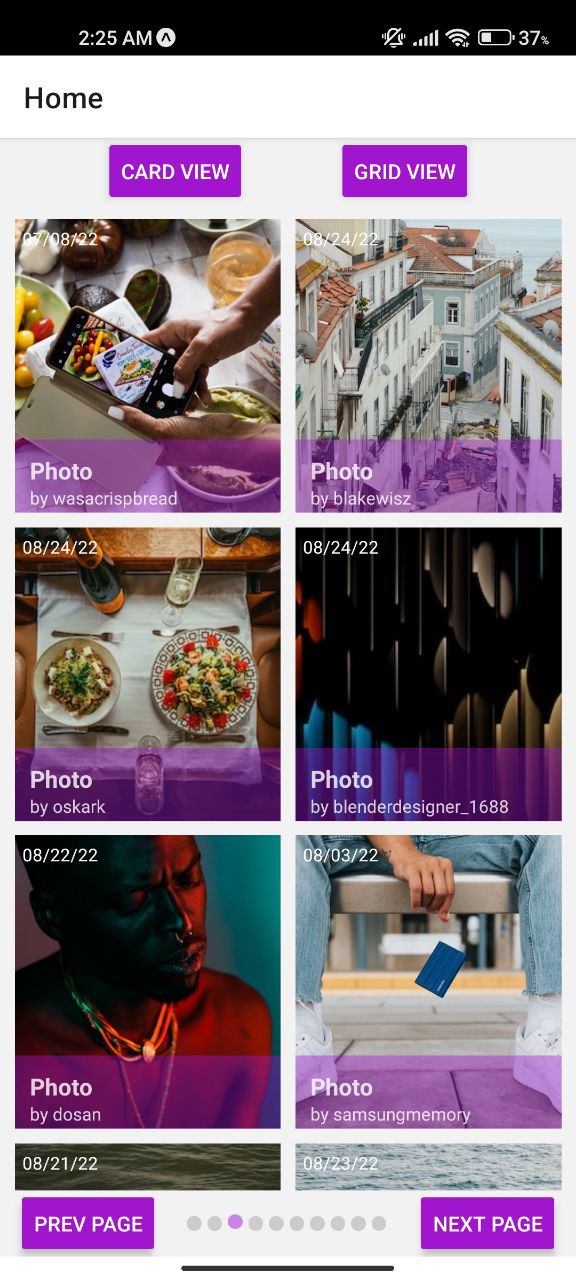 2:25 AM
37%
Home
CARD VIEW
GRID VIEW
07/08/22
08/24/22
Photo
by wasacrispbread
Photo
by blakewisz
08/24/22
08/24/22
Photo
by oskark
Photo
by blenderdesigner_1688
08/22/22
08/03/22
Photo
by dosan
Photo
by samsungmemory
08/21/22
08/23/22
PREV PAGE
NEXT PAGE